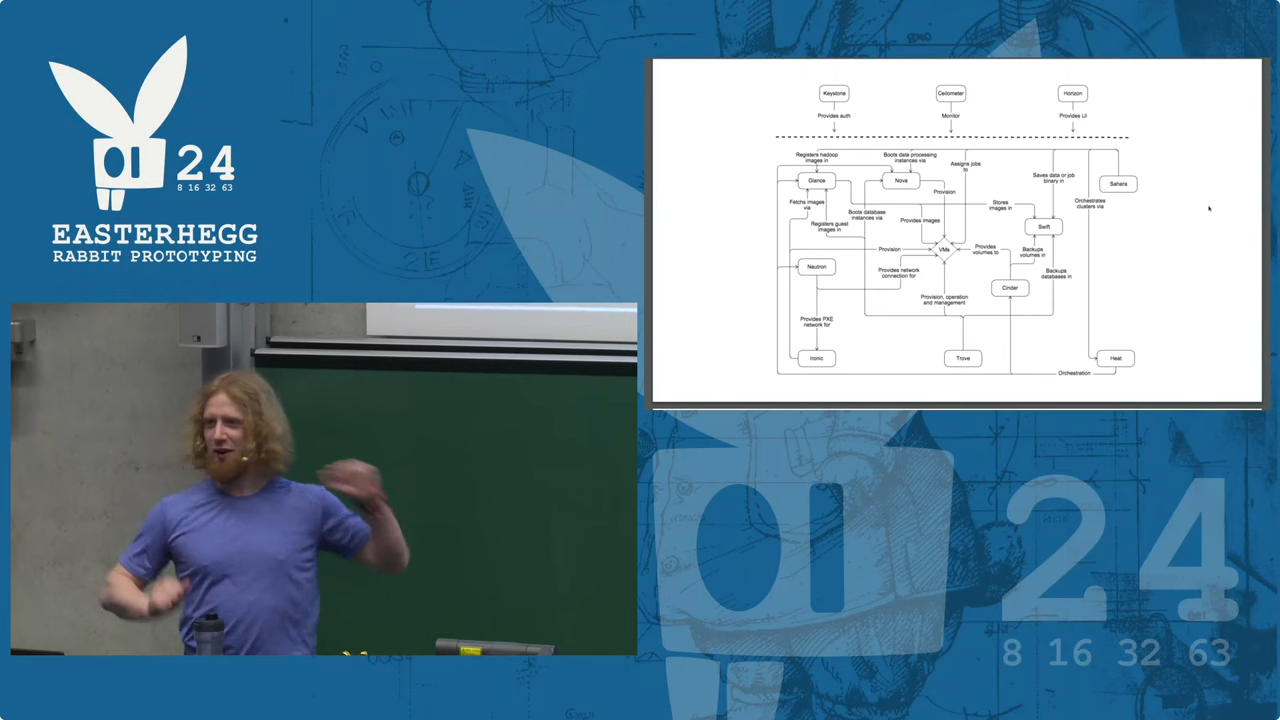 24
8 16 32 63
EASTERHEGG
RABBIT PROTOTYPING
Keystone
Ceilometer
Horizon
Provides auth
Monitor
Provides UI
Registers hadoop
images in
Boots data processing
instances via
Assigns jobs
to
Saves data or job
binary in
Sahara
Glance
Nova
Provision
Orchestrates
clusters via
Fetchs images
via
Stores
images in
Boots database
instances via
Provides images
Registers guest
images in
Swift
Provision
VMs
Provides
volumes to
Backups
volumes in
Neutron
Provides network
connection for
Backups
databases in
Cinder
Provision, operation
and management
Provides PXE
network for
Ironic
Trove
Heat
Orchestration
24
8 16 32 63